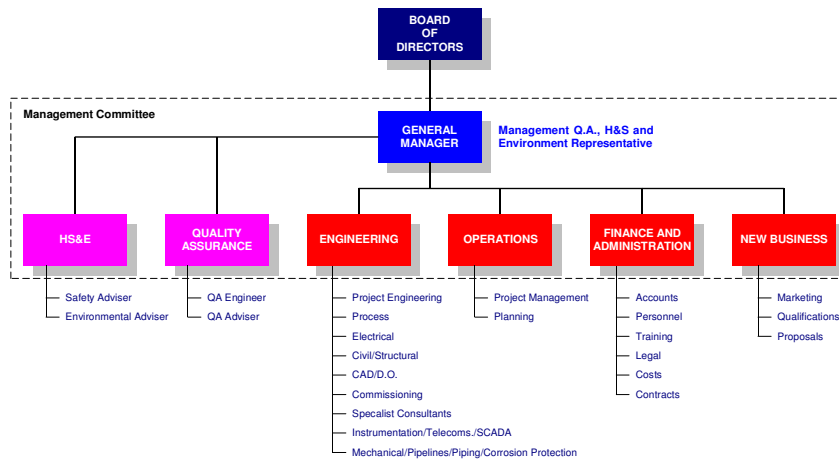 BOARD
OF
DIRECTORS
Management Committee
GENERAL
MANAGER
Management Q.A., H&S and
Environment Representative
HS&E
QUALITY
ASSURANCE
ENGINEERING
OPERATIONS
FINANCE AND
ADMINISTRATION
NEW BUSINESS
Safety Adviser
Environmental Adviser
QA Engineer
QA Adviser
Project Engineering
Process
Electrical
Civil/Structural
CAD/D.O.
Commissioning
Specalist Consultants
Instrumentation/Telecoms./SCADA
Mechanical/Pipelines/Piping/Corrosion Protection
Project Management
Planning
Accounts
Personnel
Training
Legal
Costs
Contracts
Marketing
Qualifications
Proposals